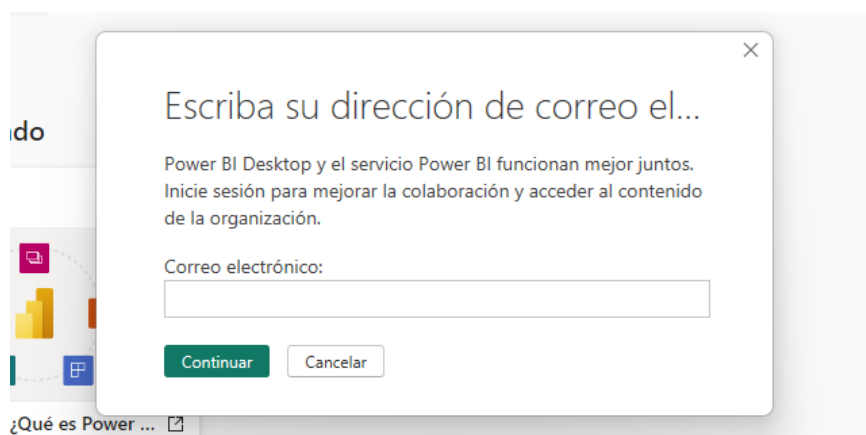 Escriba su dirección de correo el...
do
Power BI Desktop y el servicio Power BI funcionan mejor juntos.
Inicie sesión para mejorar la colaboración y acceder al contenido
de la organización.
Correo electrónico:
Continuar
Cancelar
¿Qué es Power ...